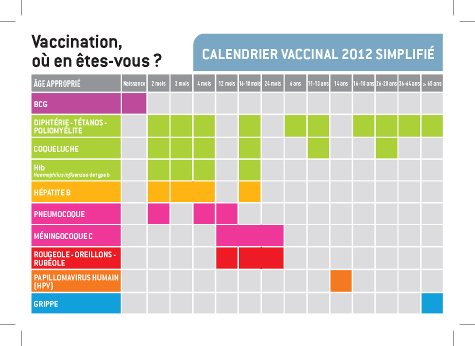 Vaccination,
où en êtes-vous ?
CALENDRIER VACCINAL 2012 SIMPLIFIÉ
ÂGE APPROPRIÉ Naissance 2 mois 3 mois 4 mois 12 mois 16-18 mois 24 mois 6 ans 11-13 ans 14 ans 16-18 ans 26-28 ans 36-64 ans > 65 ans
BCG
DIPHTÉRIE - TÉTANOS -
POLIOMYÉLITE
COQUELUCHE
Hib
Haemophilus influenzae de type b
HÉPATITE B
PNEUMOCOQUE
MÉNINGOCOQUE C
ROUGEOLE - OREILLONS -
RUBÉOLE
PAPILLOMAVIRUS HUMAIN
(HPV)
GRIPPE